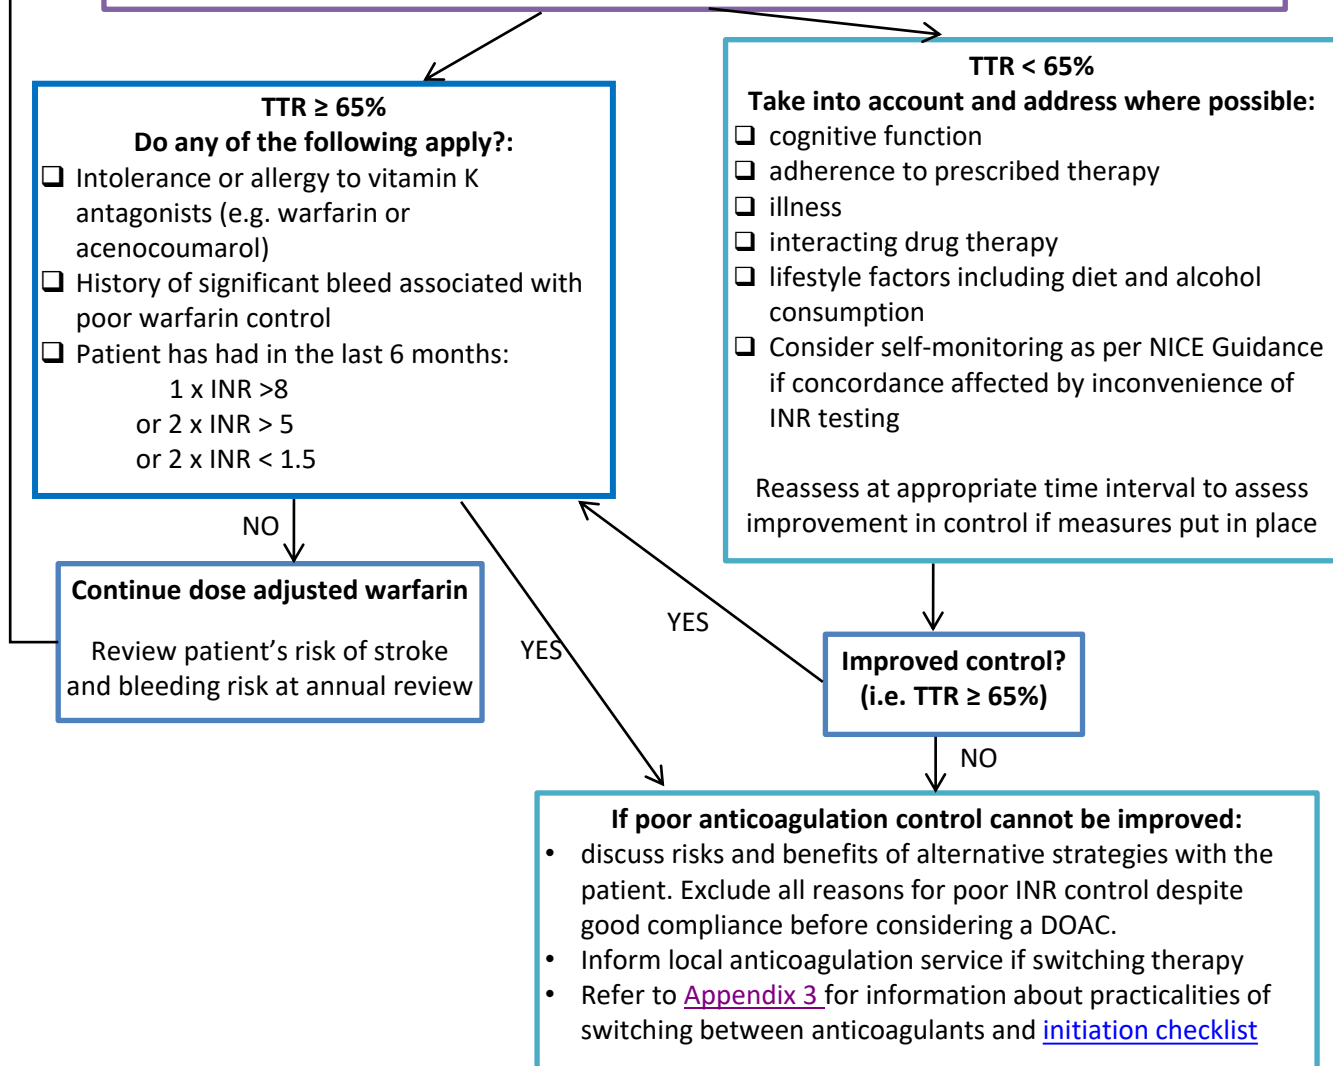 TTR ≥ 65%
Do any of the following apply?:
❑ Intolerance or allergy to vitamin K
antagonists (e.g. warfarin or
acenocoumarol)
❑ History of significant bleed associated with
poor warfarin control
❑ Patient has had in the last 6 months:
1 x INR >8
or 2 x INR > 5
or 2 x INR < 1.5
TTR < 65%
Take into account and address where possible:
❑ cognitive function
❑ adherence to prescribed therapy
❑ illness
❑ interacting drug therapy
❑ lifestyle factors including diet and alcohol
consumption
❑ Consider self-monitoring as per NICE Guidance
if concordance affected by inconvenience of
INR testing
Reassess at appropriate time interval to assess
improvement in control if measures put in place
NO
Continue dose adjusted warfarin
Review patient’s risk of stroke
and bleeding risk at annual review
YES
YES
Improved control?
(i.e. TTR ≥ 65%)
NO
If poor anticoagulation control cannot be improved:
• discuss risks and benefits of alternative strategies with the
patient. Exclude all reasons for poor INR control despite
good compliance before considering a DOAC.
• Inform local anticoagulation service if switching therapy
• Refer to Appendix 3 for information about practicalities of
switching between anticoagulants and initiation checklist